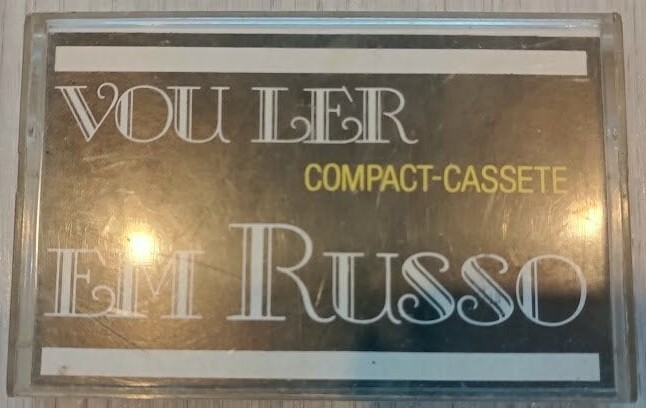 VOU LER
COMPACT-CASSETE
EM RUSSO